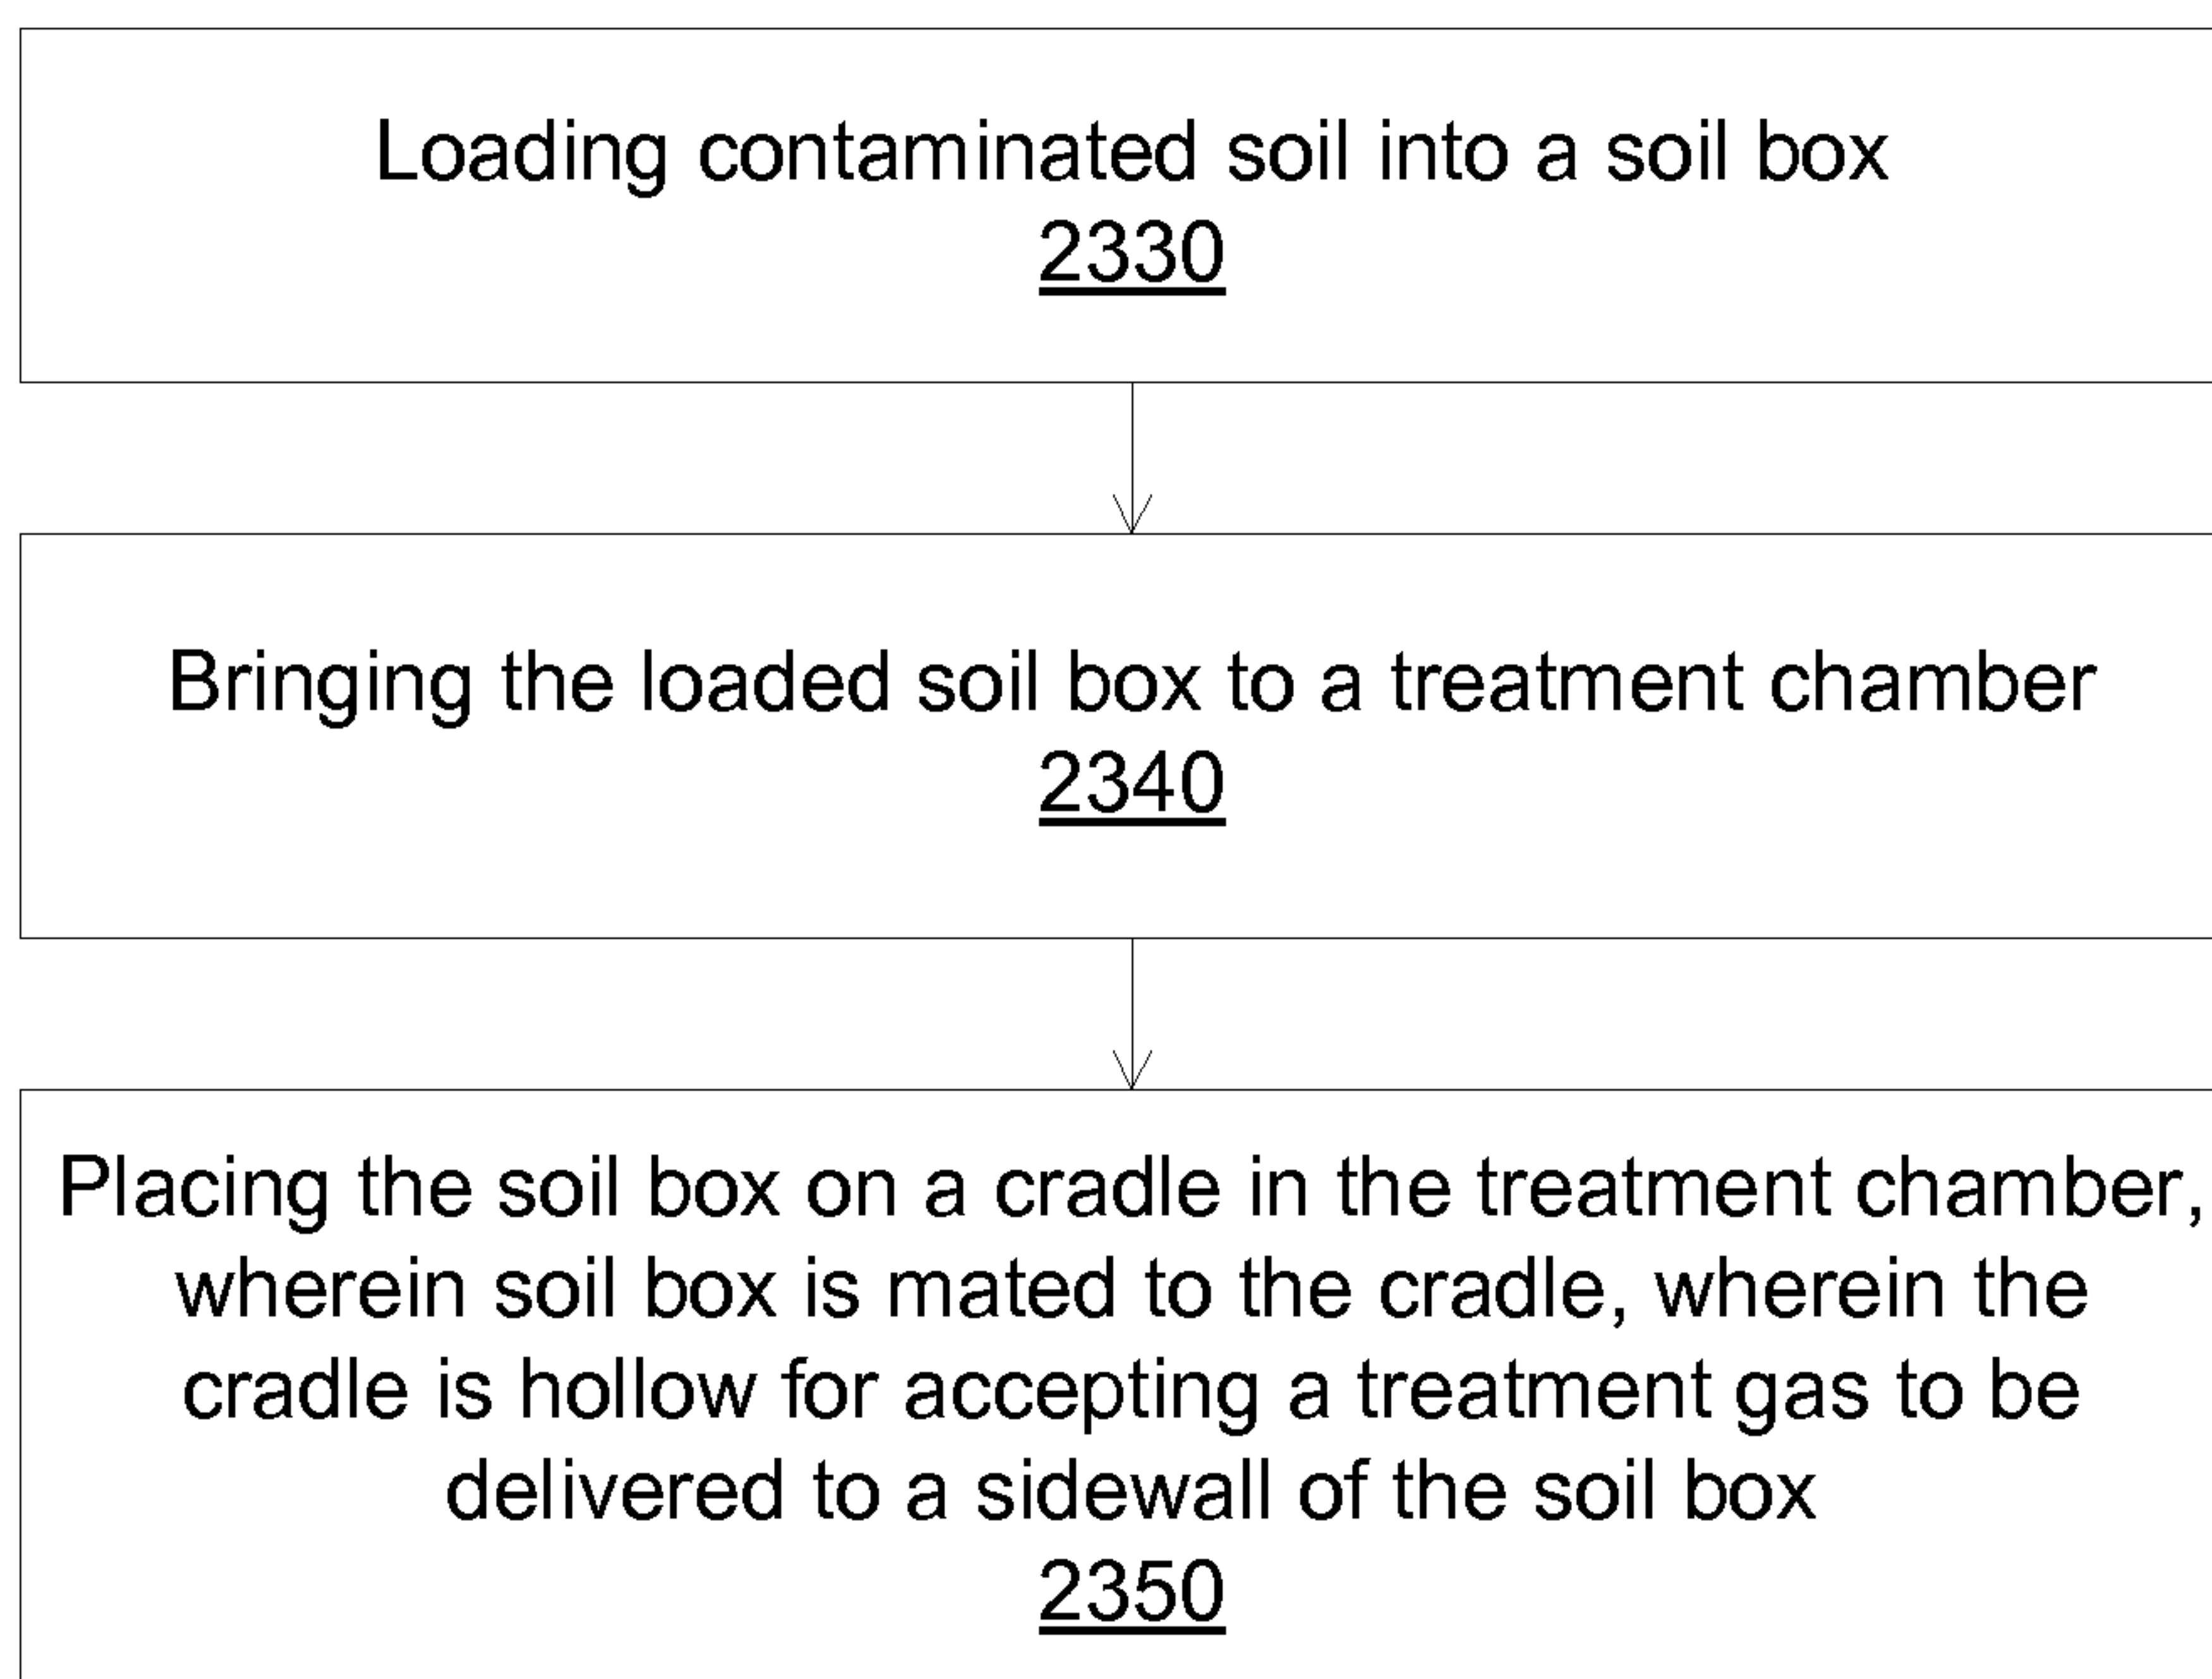 Loading contaminated soil into a soil box
2330
Bringing the loaded soil box to a treatment chamber
2340
Placing the soil box on a cradle in the treatment chamber,
wherein soil box is mated to the cradle, wherein the
cradle is hollow for accepting a treatment gas to be
delivered to a sidewall of the soil box
2350